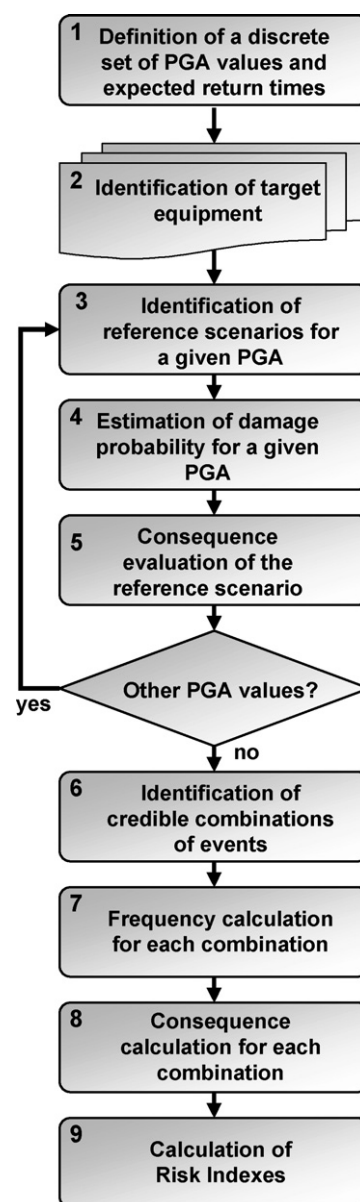 1 Definition of a discrete
set of PGA values and
expected return times
2 Identification of target
equipment
3 Identification of
reference scenarios for
a given PGA
4 Estimation of damage
probability for a given
PGA
5 Consequence
evaluation of the
reference scenario
Other PGA values?
yes
no
6 Identification of
credible combinations
of events
7 Frequency calculation
for each combination
8 Consequence
calculation for each
combination
9 Calculation of
Risk Indexes